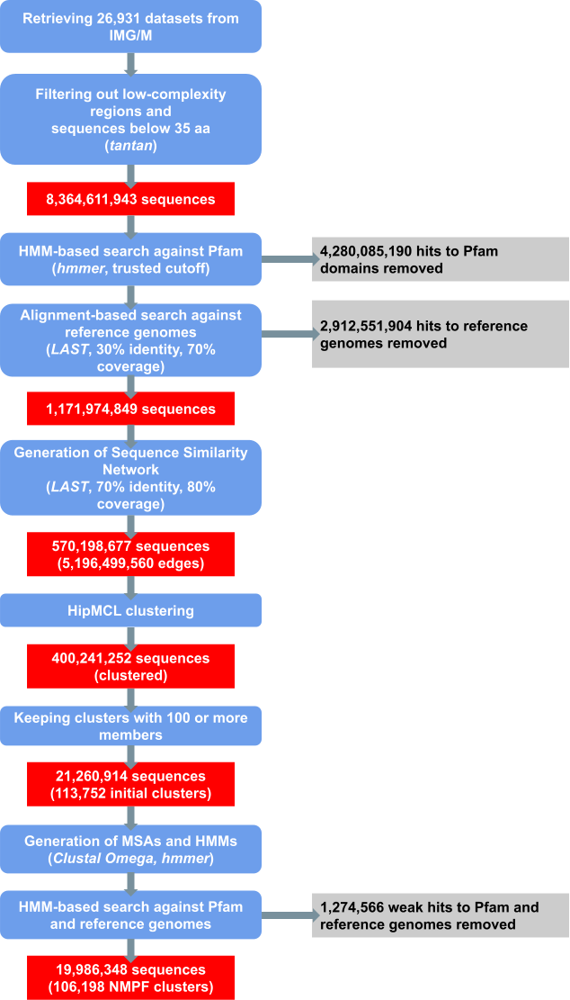 Retrieving 26,931 datasets from
IMG/M
Filtering out low-complexity
regions and
sequences below 35 aa
(tantan)
8,364,611,943 sequences
HMM-based search against Pfam
(hmmer, trusted cutoff)
4,280,085,190 hits to Pfam
domains removed
Alignment-based search against
reference genomes
(LAST, 30% identity, 70%
coverage)
2,912,551,904 hits to reference
genomes removed
1,171,974,849 sequences
Generation of Sequence Similarity
Network
(LAST, 70% identity, 80%
coverage)
570,198,677 sequences
(5,196,499,560 edges)
HipMCL clustering
400,241,252 sequences
(clustered)
Keeping clusters with 100 or more
members
21,260,914 sequences
(113,752 initial clusters)
Generation of MSAs and HMMs
(Clustal Omega, hmmer)
HMM-based search against Pfam
and reference genomes
1,274,566 weak hits to Pfam and
reference genomes removed
19,986,348 sequences
(106,198 NMPF clusters)